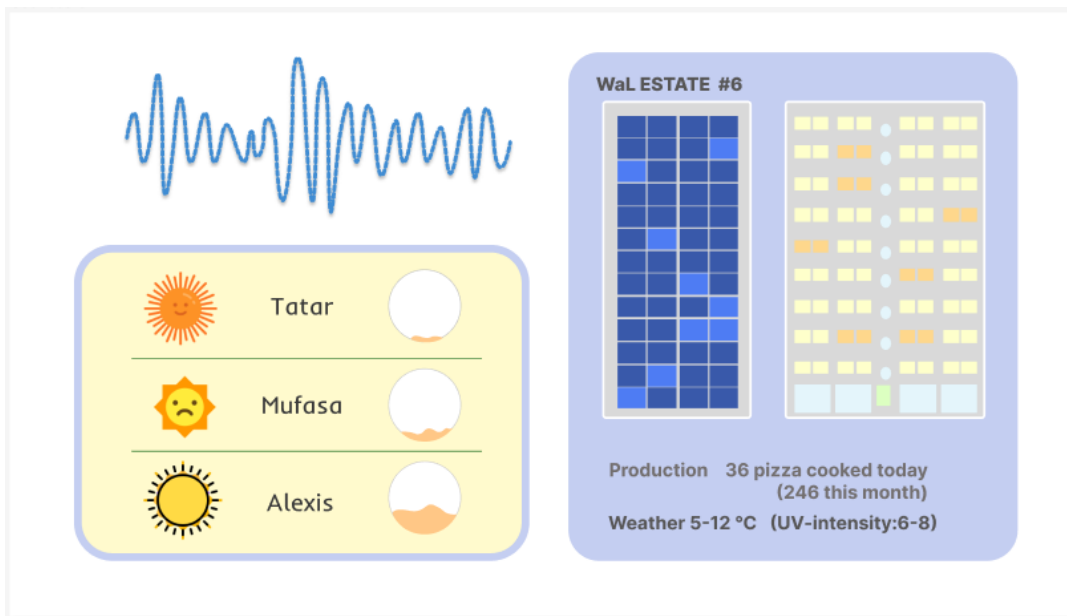 WaL ESTATE #6
Tatar
Mufasa
Alexis
Production 36 pizza cooked today
(246 this month)
Weather 5-12 °C (UV-intensity:6-8)